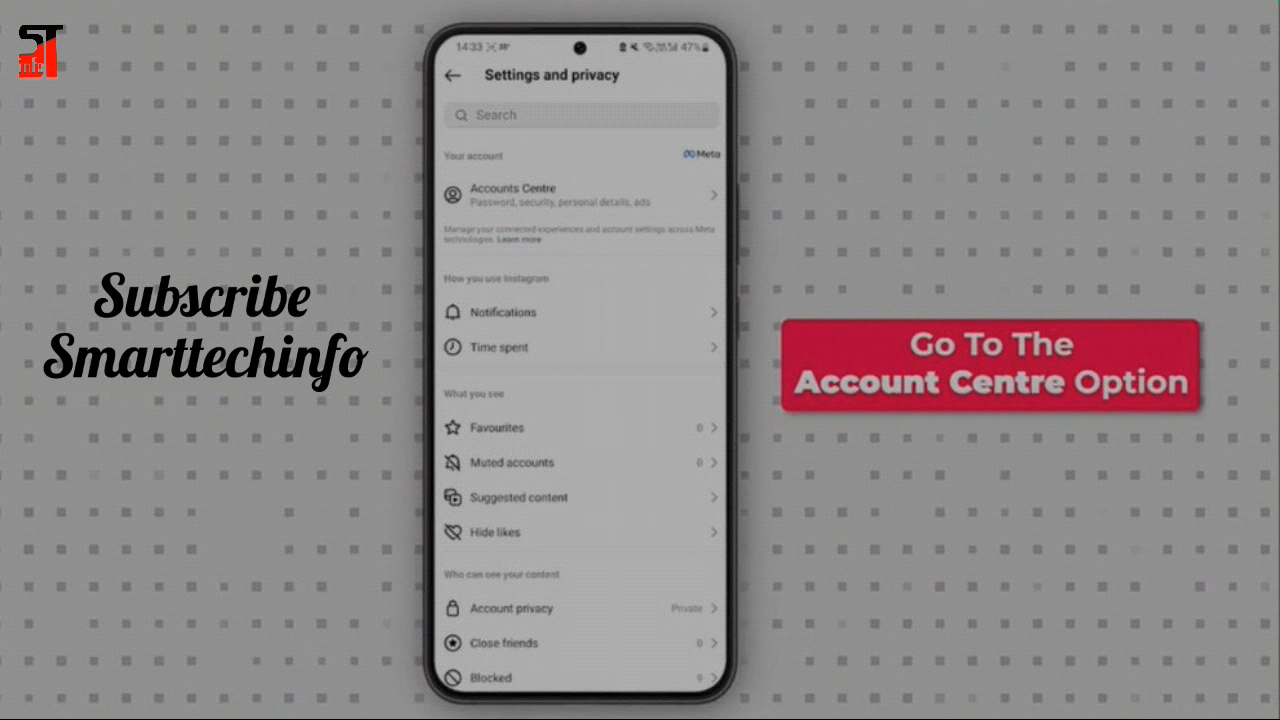 ST
info
Subscribe
Smarttechinfo
14:33
47%
Settings and privacy
Search
Your account
Meta
Accounts Centre
Password, security, personal details, ads
Manage your connected experiences and account settings across Meta
technologies. Learn more
How you use Instagram
Notifications
Time spent
What you see
Favourites 0
Muted accounts 0
Suggested content
Hide likes
Who can see your content
Account privacy Private
Close friends 0
Blocked 9
Go To The
Account Centre Option